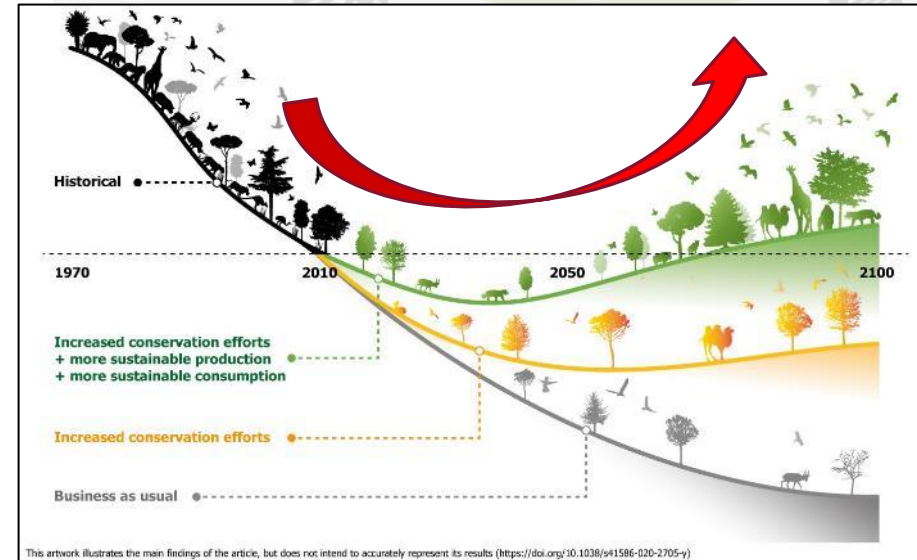 Historical
1970 2010 2050 2100
Increased conservation efforts
+ more sustainable production
+ more sustainable consumption
Increased conservation efforts
Business as usual
This artwork illustrates the main findings of the article, but does not intend to accurately represent its results (https://doi.org/10.1038/s41586-020-2705-y)